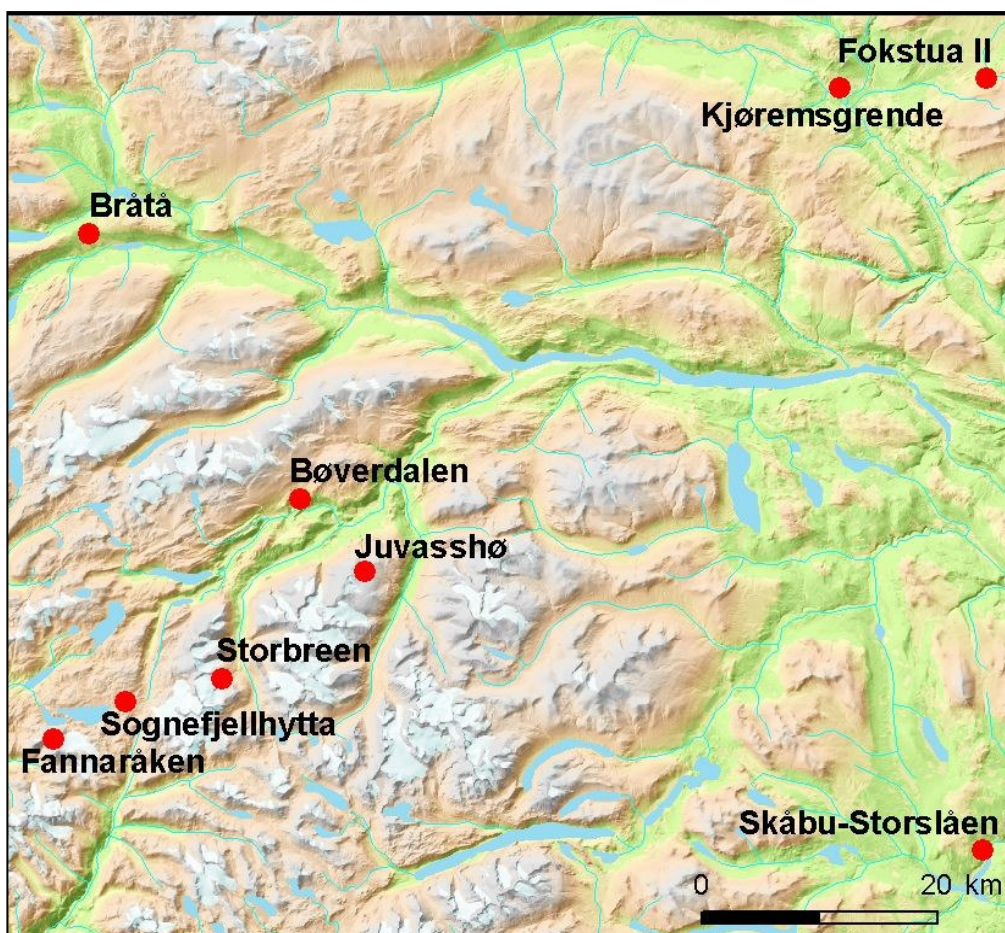 Fokstua II
Kjøremsgrende
Bråtå
Bøverdalen
Juvasshø
Storbreen
Sognefjellhytta
Fannaråken
Skåbu-Storslåen
0 20 km